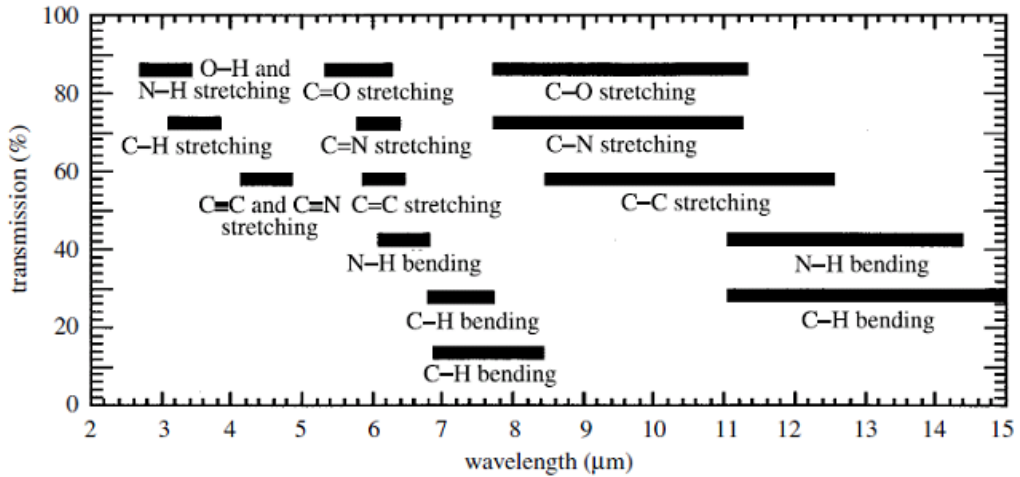 100
80
60
40
20
0
transmission (%)
O–H and
N–H stretching
C=O stretching
C–O stretching
C–H stretching
C=N stretching
C–N stretching
C≡C and C≡N
stretching
C=C stretching
C–C stretching
N–H bending
N–H bending
C–H bending
C–H bending
C–H bending
2 3 4 5 6 7 8 9 10 11 12 13 14 15
wavelength (μm)